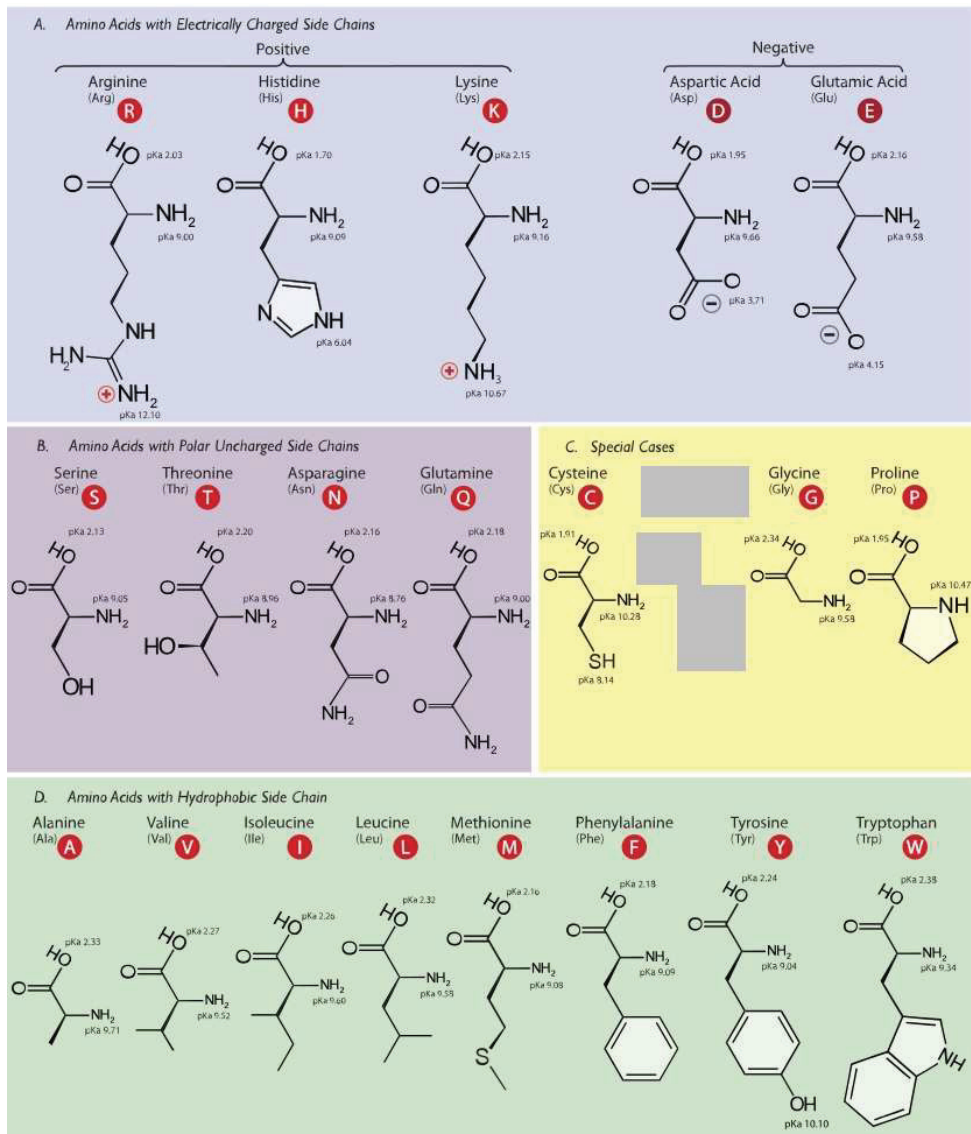 A. Amino Acids with Electrically Charged Side Chains
Positive
Negative
Arginine
(Arg) R
Histidine
(His) H
Lysine
(Lys) K
Aspartic Acid
(Asp) D
Glutamic Acid
(Glu) E
HO pKa 2.03
O
NH2
pKa 9.00
NH
H2N
NH2
pKa 12.10
HO pKa 1.70
O
NH2
pKa 9.09
N
NH
pKa 6.04
HO pKa 2.15
O
NH2
pKa 9.16
NH3
pKa 10.67
HO pKa 1.95
O
NH2
pKa 9.66
O
O
pKa 3.71
HO pKa 2.16
O
NH2
pKa 9.58
O
O
pKa 4.15
B. Amino Acids with Polar Uncharged Side Chains
Serine
(Ser) S
Threonine
(Thr) T
Asparagine
(Asn) N
Glutamine
(Gln) Q
pKa 2.13
HO
O
pKa 9.05
NH2
OH
pKa 2.20
HO
O
pKa 8.96
NH2
HO
pKa 2.16
HO
O
pKa 8.76
NH2
O
NH2
pKa 2.18
HO
O
pKa 9.00
NH2
O
NH2
C. Special Cases
Cysteine
(Cys) C
Glycine
(Gly) G
Proline
(Pro) P
pKa 1.91
HO
O
NH2
pKa 10.28
SH
pKa 8.14
pKa 2.34
HO
O
NH2
pKa 9.58
pKa 1.95
HO
O
pKa 10.47
NH
D. Amino Acids with Hydrophobic Side Chain
Alanine
(Ala) A
Valine
(Val) V
Isoleucine
(Ile) I
Leucine
(Leu) L
Methionine
(Met) M
Phenylalanine
(Phe) F
Tyrosine
(Tyr) Y
Tryptophan
(Trp) W
pKa 2.33
HO
O
NH2
pKa 9.71
pKa 2.27
HO
O
NH2
pKa 9.52
pKa 2.26
HO
O
NH2
pKa 9.60
pKa 2.32
HO
O
NH2
pKa 9.58
pKa 2.16
HO
O
NH2
pKa 9.08
S
pKa 2.18
HO
O
NH2
pKa 9.09
pKa 2.24
HO
O
NH2
pKa 9.04
OH
pKa 10.10
pKa 2.38
HO
O
NH2
pKa 9.34
NH